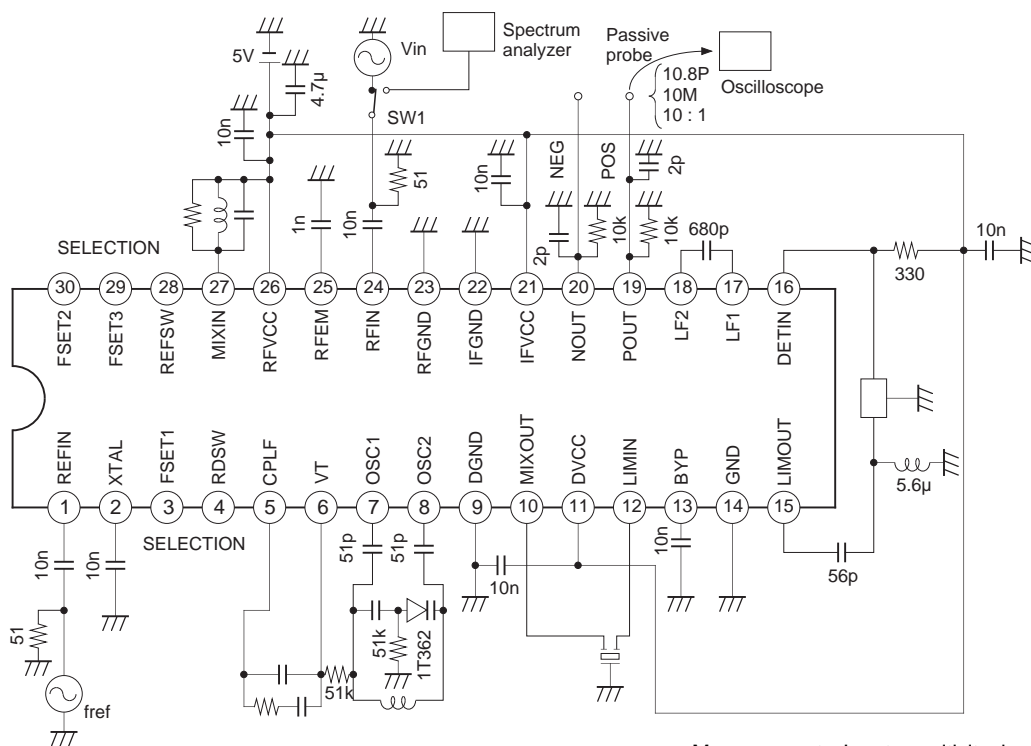 Spectrum
analyzer
Vin
Passive
probe
10.8P
10M
10 : 1
Oscilloscope
5V
4.7μ
SW1
10n
51
10n
NEG
POS
2p
1n
10n
2p
10k
10k
680p
10n
330
SELECTION
30 29 28 27 26 25 24 23 22 21 20 19 18 17 16
FSET2 FSET3 REFSW MIXIN RFVCC RFEM RFIN RFGND IFGND IFVCC NOUT POUT LF2 LF1 DETIN
REFIN XTAL FSET1 RDSW CPLF VT OSC1 OSC2 DGND MIXOUT DVCC LIMIN BYP GND LIMOUT
1 2 3 4 5 6 7 8 9 10 11 12 13 14 15
SELECTION
5.6μ
10n
10n
51p
51p
10n
10n
56p
51
51k
1T362
51k
fref